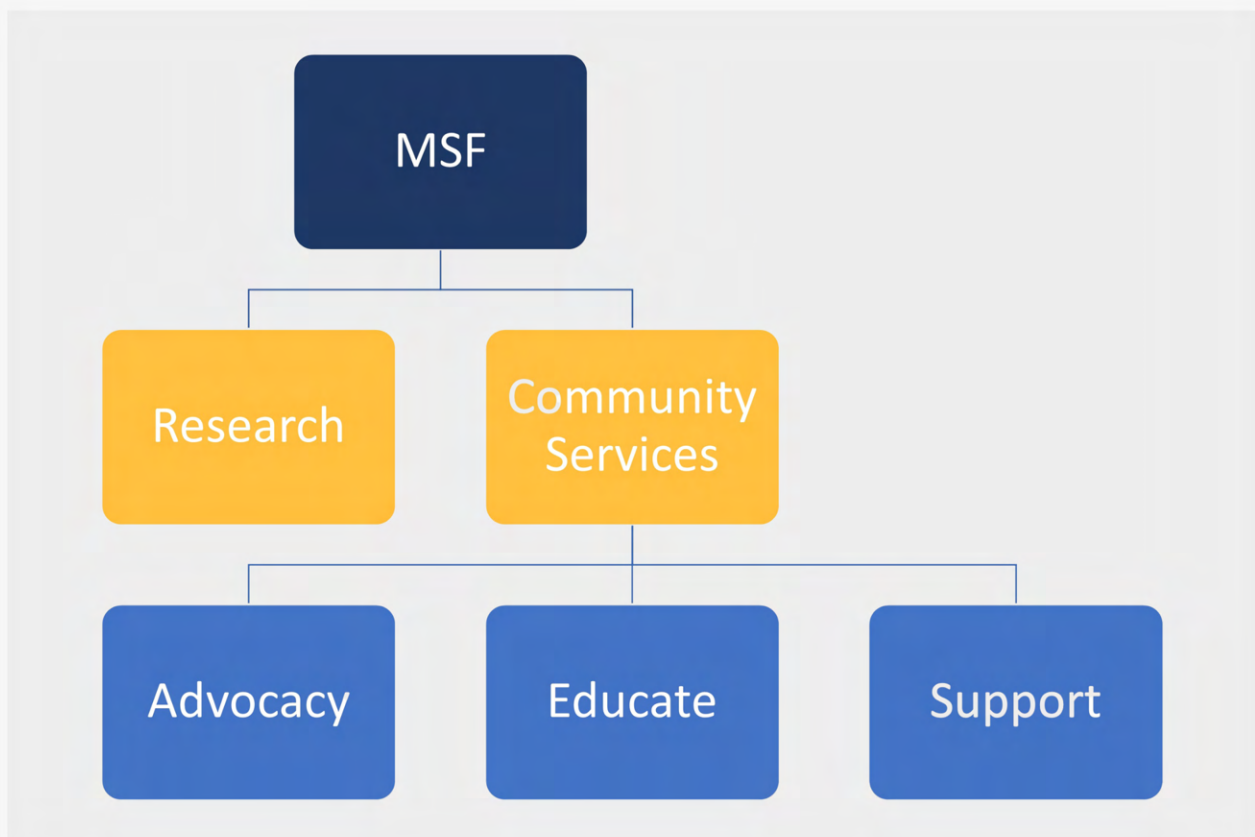 MSF
Research
Community
Services
Advocacy
Educate
Support